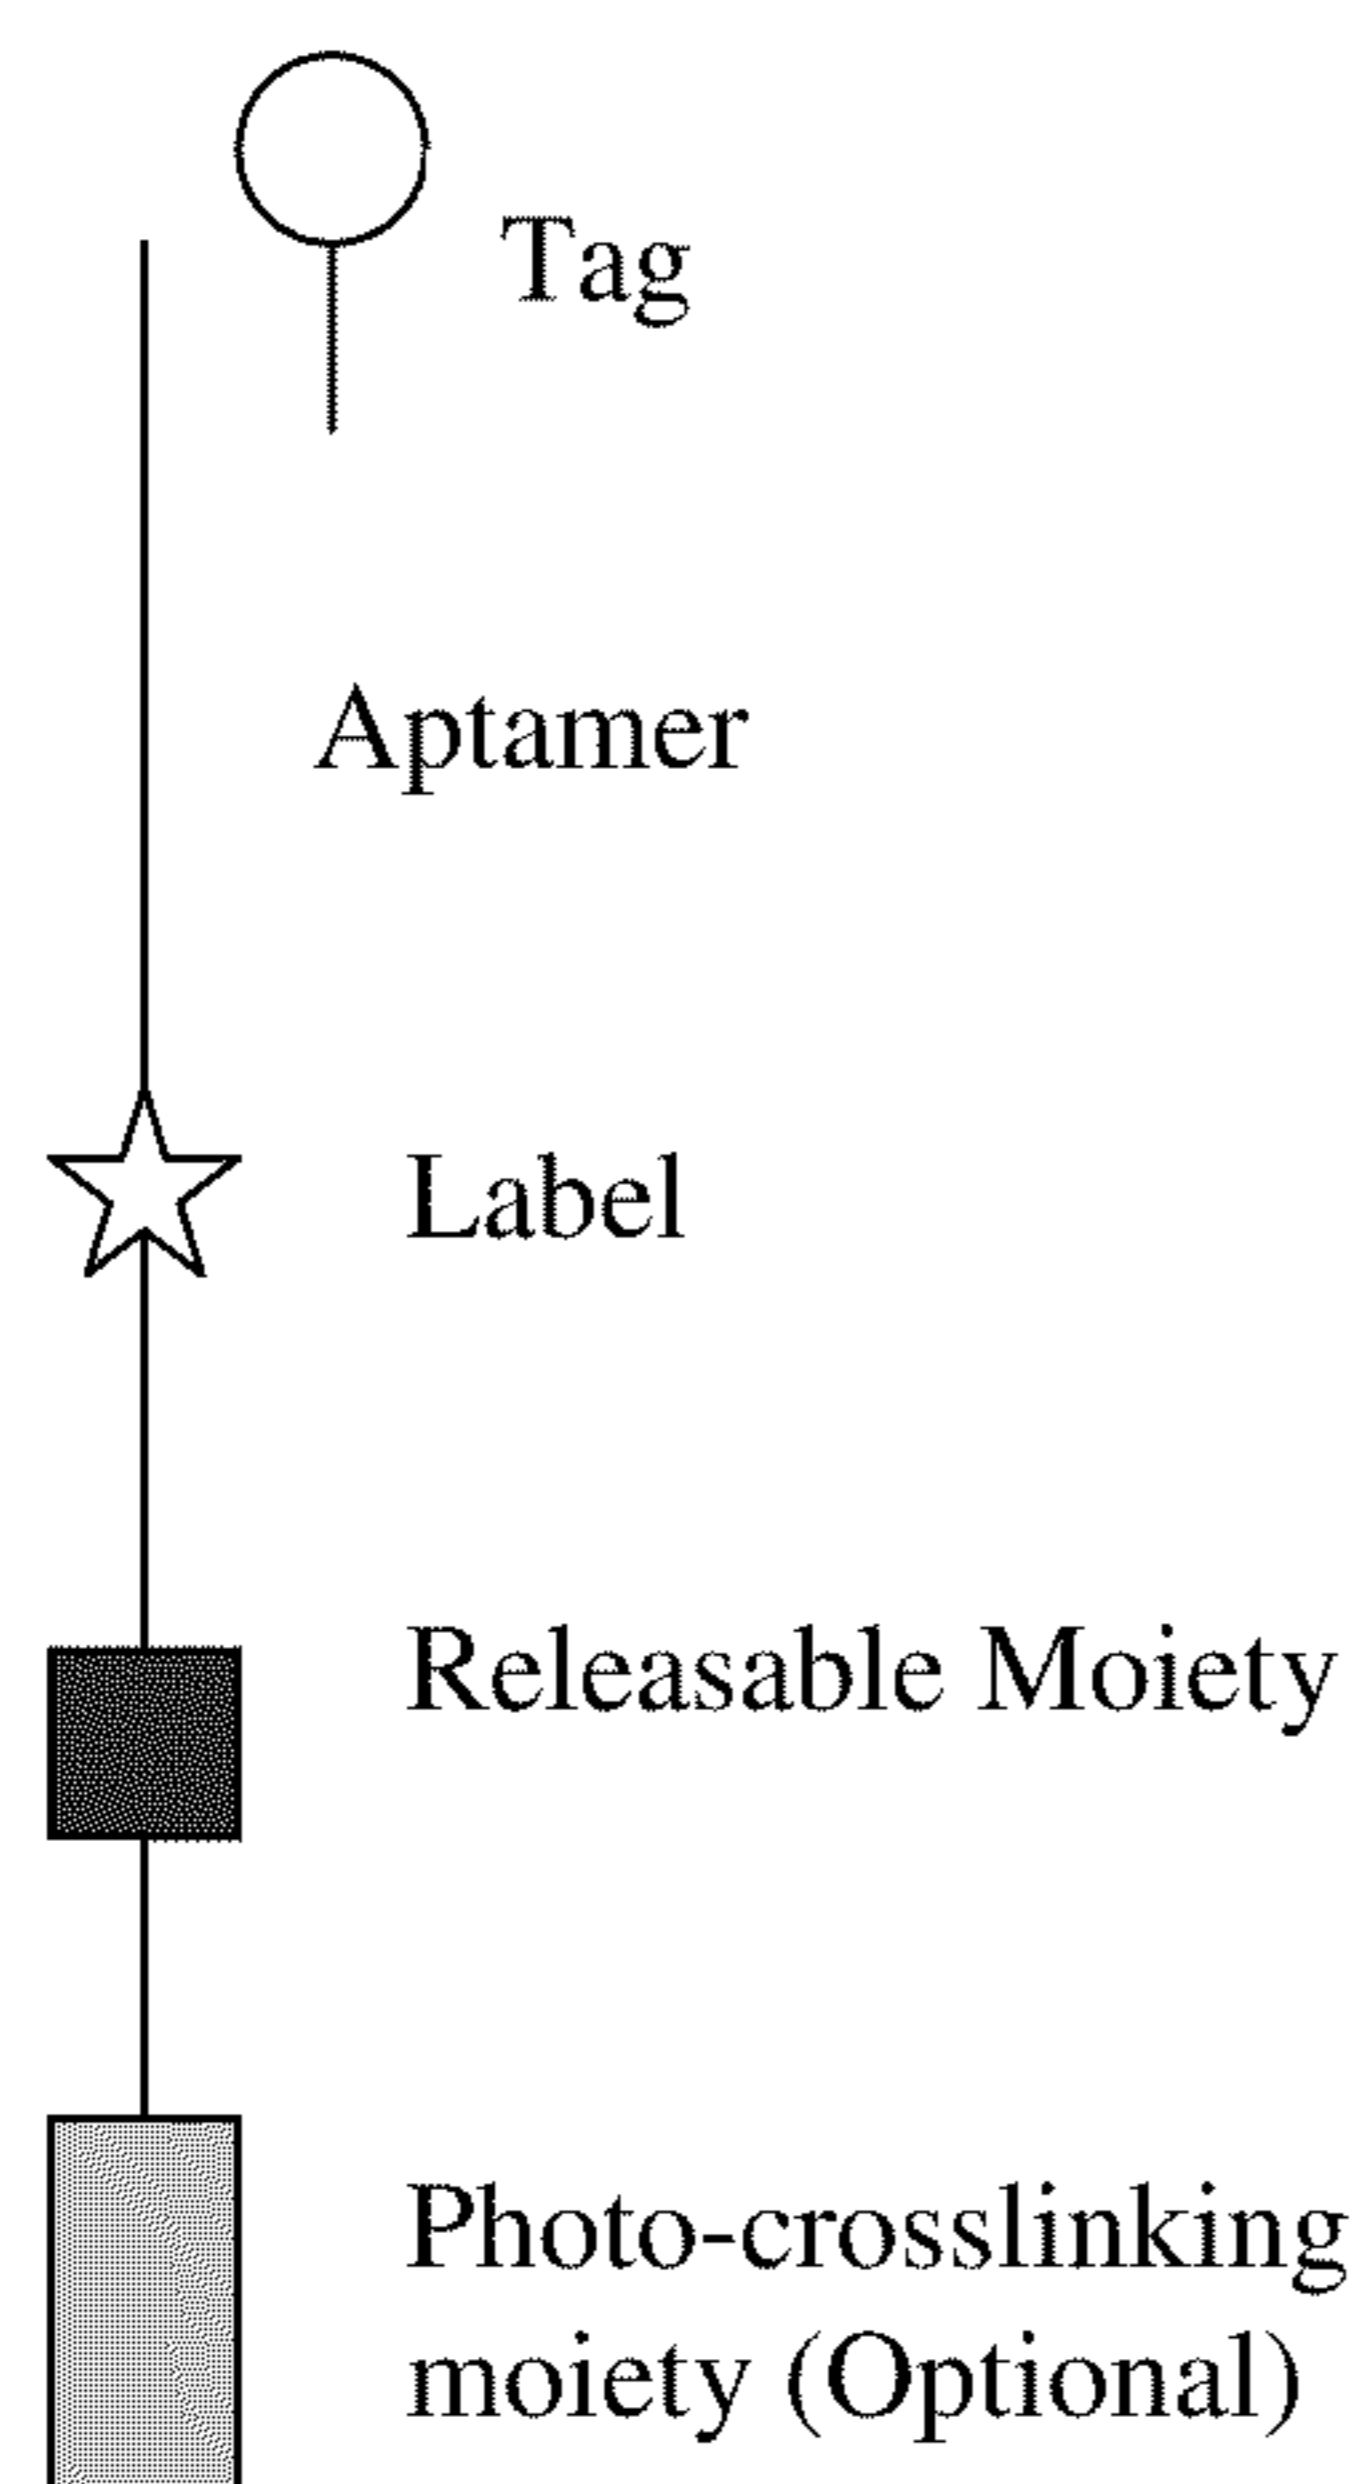 Tag
Aptamer
Label
Releasable Moiety
Photo-crosslinking
moiety (Optional)